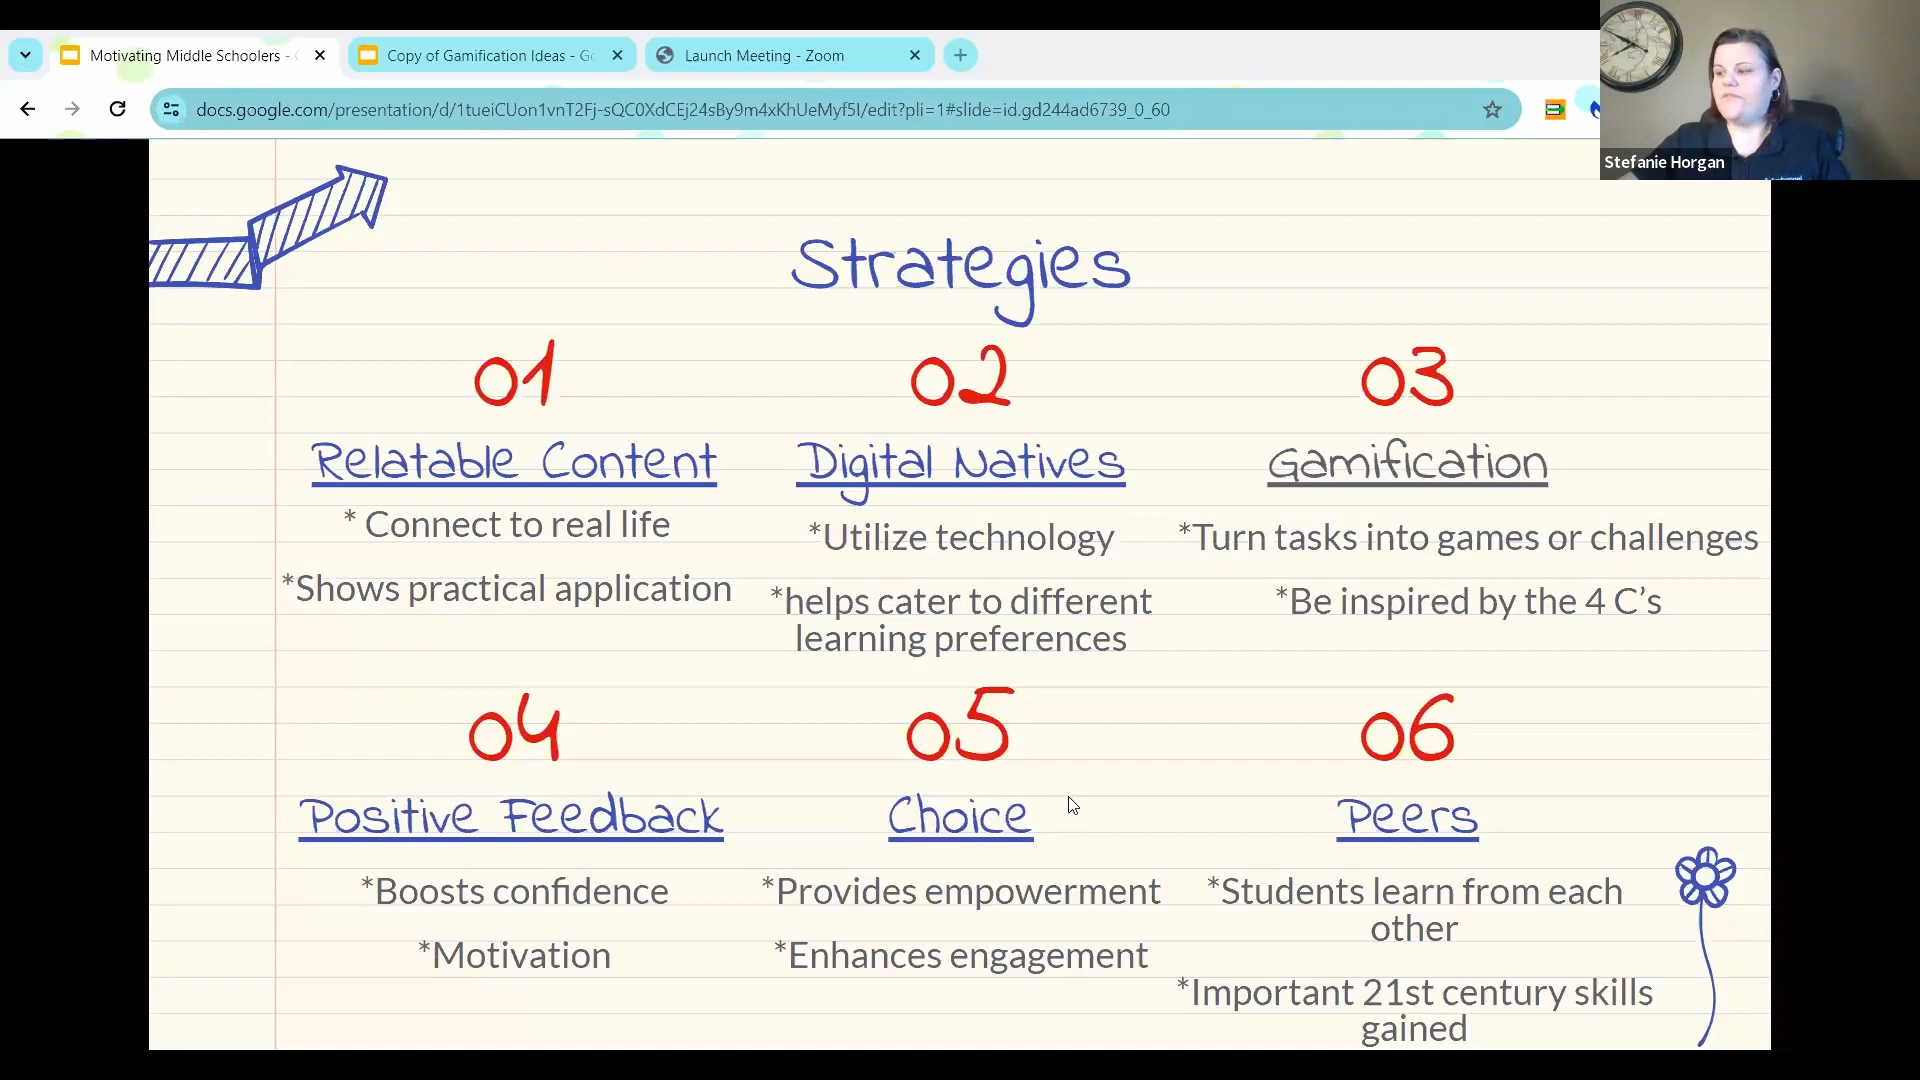 Motivating Middle Schoolers -
Copy of Gamification Ideas - Go
Launch Meeting - Zoom
docs.google.com/presentation/d/1tueiCUon1vnT2Fj-sQC0XdCEj24sBy9m4xKhUeMyf5I/edit?pli=1#slide=id.gd244ad6739_0_60
Stefanie Horgan
Strategies
01
Relatable Content
* Connect to real life
*Shows practical application
02
Digital Natives
*Utilize technology
*helps cater to different
learning preferences
03
Gamification
*Turn tasks into games or challenges
*Be inspired by the 4 C’s
04
Positive Feedback
*Boosts confidence
*Motivation
05
Choice
*Provides empowerment
*Enhances engagement
06
Peers
*Students learn from each
other
*Important 21st century skills
gained